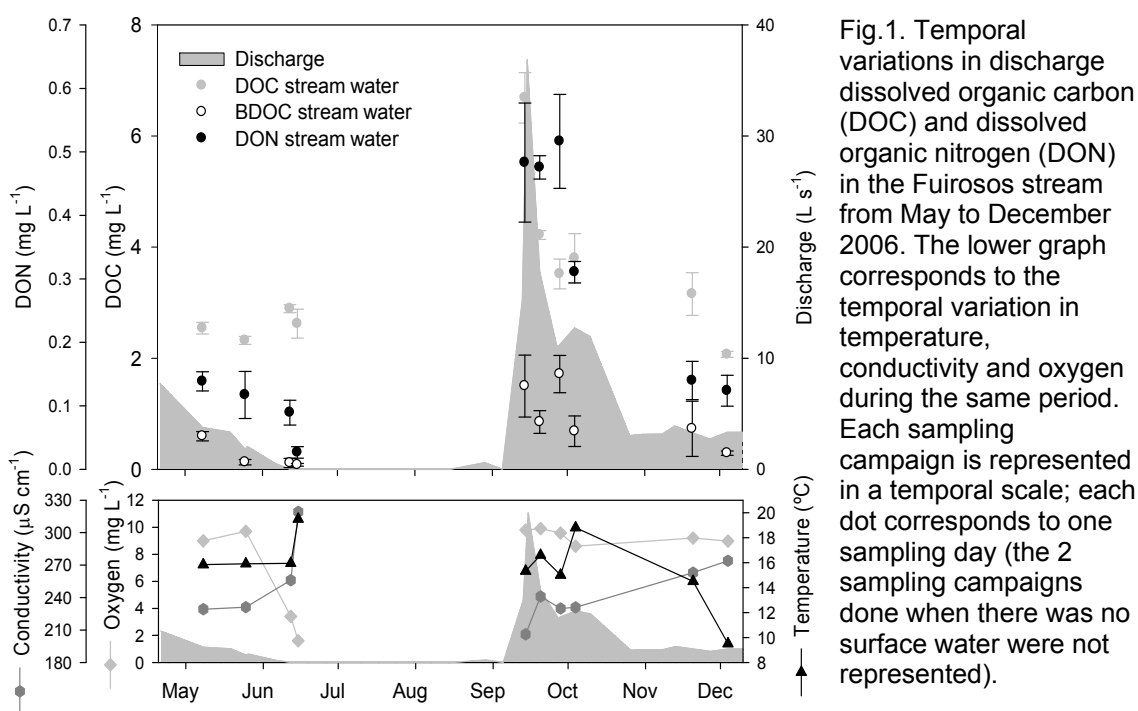 0.7
0.6
0.5
0.4
0.3
0.2
0.1
0.0
DON (mg L⁻¹)
8
6
4
2
0
DOC (mg L⁻¹)
Discharge
DOC stream water
BDOC stream water
DON stream water
40
30
20
10
0
Discharge (L s⁻¹)
330
300
270
240
210
180
Conductivity (μS cm⁻¹)
12
10
8
6
4
2
0
Oxygen (mg L⁻¹)
20
18
16
14
12
10
8
Temperature (ºC)
May Jun Jul Aug Sep Oct Nov Dec
Fig.1. Temporal
variations in discharge
dissolved organic carbon
(DOC) and dissolved
organic nitrogen (DON)
in the Fuirosos stream
from May to December
2006. The lower graph
corresponds to the
temporal variation in
temperature,
conductivity and oxygen
during the same period.
Each sampling
campaign is represented
in a temporal scale; each
dot corresponds to one
sampling day (the 2
sampling campaigns
done when there was no
surface water were not
represented).